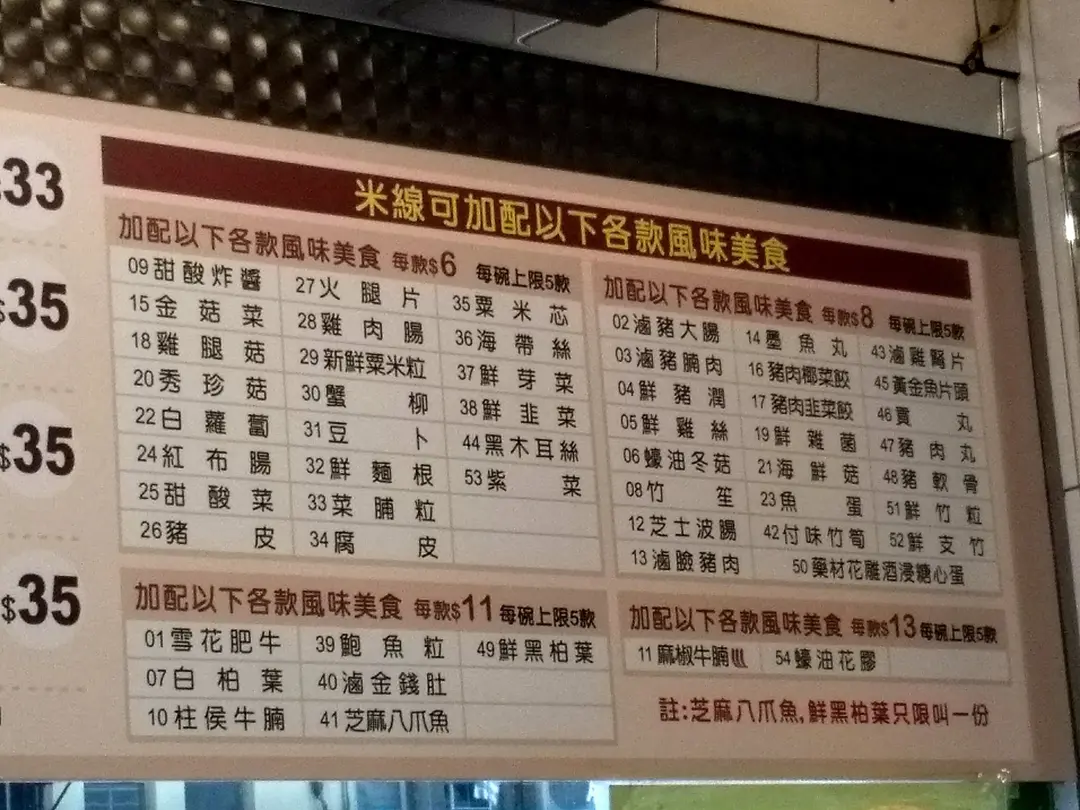 33
$35
$35
$35
米線可加配以下各款風味美食
加配以下各款風味美食 每款$6 每碗上限5款
09甜酸炸醬 27火腿片 35粟米芯
15金菇菜 28雞肉腸 36海帶絲
18雞腿菇 29新鮮粟米粒 37鮮芽菜
20秀珍菇 30蟹柳 38鮮韭菜
22白蘿蔔 31豆卜 44黑木耳絲
24紅布腸 32鮮麵根 53紫菜
25甜酸菜 33菜脯粒
26豬皮 34腐皮
加配以下各款風味美食 每款$8 每碗上限5款
02滷豬大腸 14墨魚丸 43滷雞腎片
03滷豬腩肉 16豬肉椰菜餃 45黃金魚片頭
04鮮豬潤 17豬肉韭菜餃 46貢丸
05鮮雞絲 19鮮雜菌 47豬肉丸
06蠔油冬菇 21海鮮菇 48豬軟骨
08竹笙 23魚蛋 51鮮竹粒
12芝士波腸 42付味竹筍 52鮮支竹
13滷臉豬肉 50藥材花雕酒浸糖心蛋
加配以下各款風味美食 每款$11 每碗上限5款
01雪花肥牛 39鮑魚粒 49鮮黑柏葉
07白柏葉 40滷金錢肚
10柱侯牛腩 41芝麻八爪魚
加配以下各款風味美食 每款$13 每碗上限5款
11麻椒牛腩 54蠔油花膠
註:芝麻八爪魚,鮮黑柏葉只限叫一份